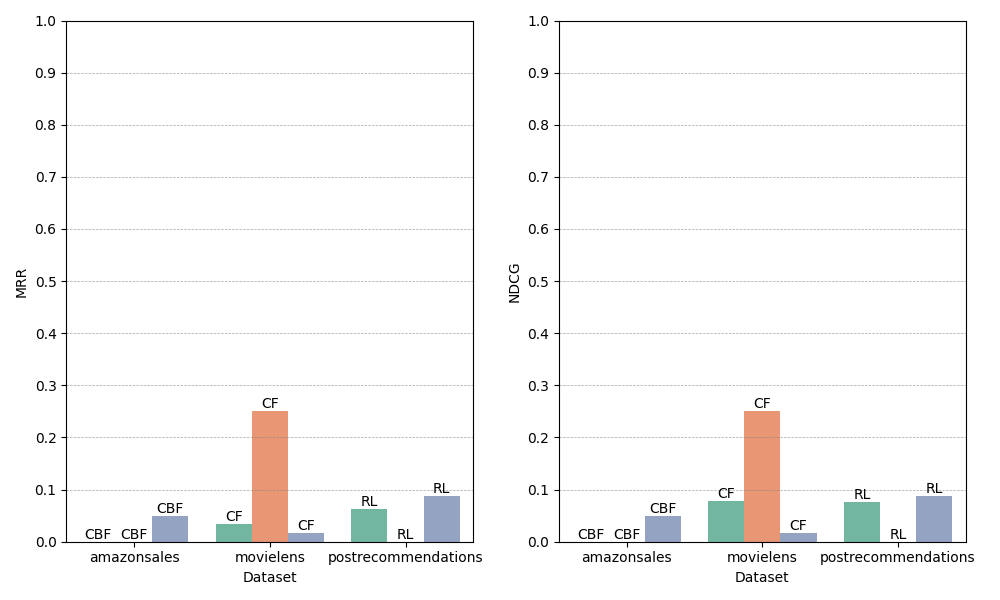 1.0
0.9
0.8
0.7
0.6
0.5
0.4
0.3
0.2
0.1
0.0
MRR
CBF CBF CBF
CF CF CF
RL RL RL
amazonsales movielens postrecommendations
Dataset
1.0
0.9
0.8
0.7
0.6
0.5
0.4
0.3
0.2
0.1
0.0
NDCG
CBF CBF CBF
CF CF CF
RL RL RL
amazonsales movielens postrecommendations
Dataset